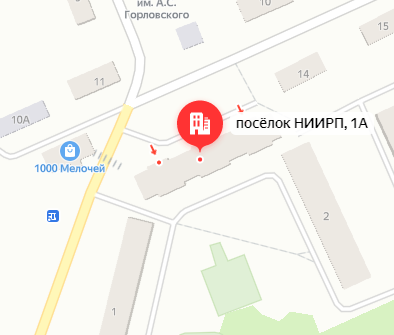 им. А.С.
Горловского
10
15
11
14
10А
посёлок НИИРП, 1А
1000 Мелочей
2
1